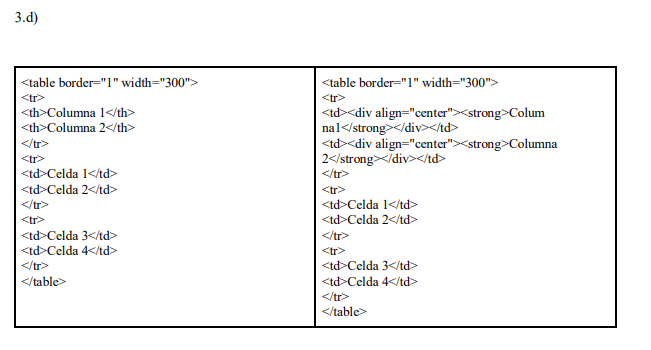 3.d)
<table border="1" width="300">
<tr>
<th>Columna 1</th>
<th>Columna 2</th>
</tr>
<tr>
<td>Celda 1</td>
<td>Celda 2</td>
</tr>
<tr>
<td>Celda 3</td>
<td>Celda 4</td>
</tr>
</table>
<table border="1" width="300">
<tr>
<td><div align="center"><strong>Colum
na1</strong></div></td>
<td><div align="center"><strong>Columna
2</strong></div></td>
</tr>
<tr>
<td>Celda 1</td>
<td>Celda 2</td>
</tr>
<tr>
<td>Celda 3</td>
<td>Celda 4</td>
</tr>
</table>